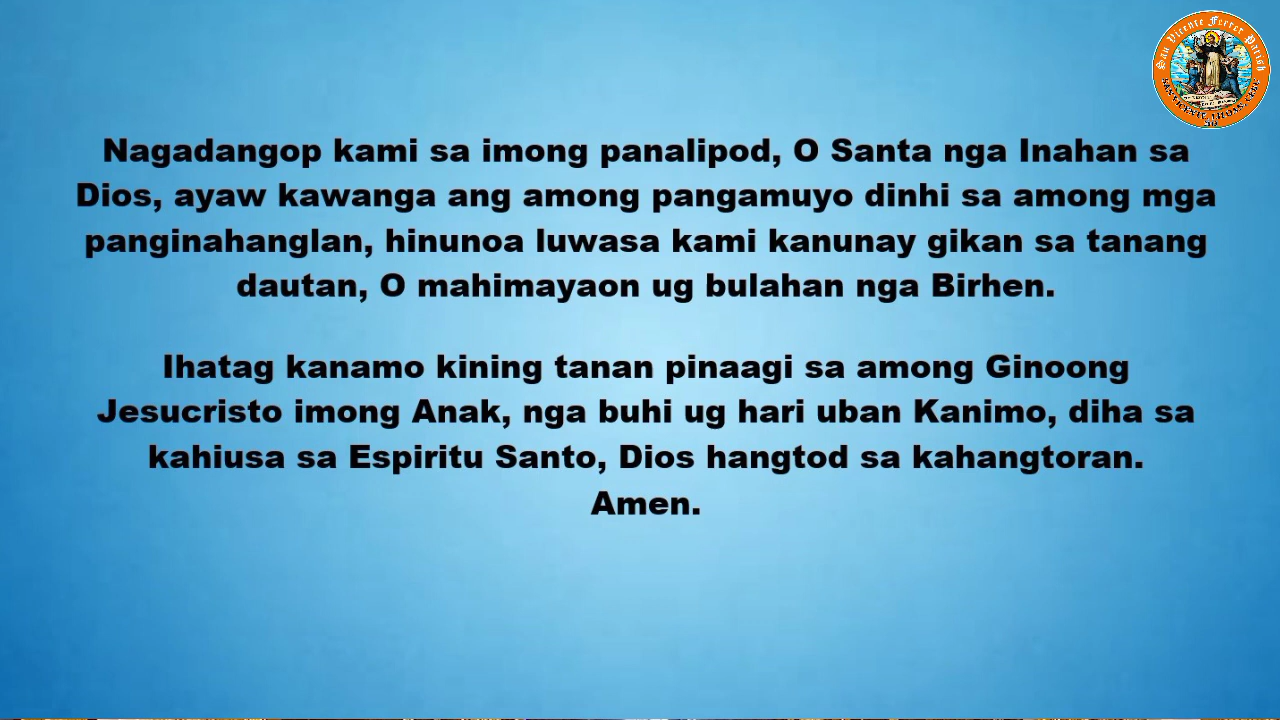 San Vicente Ferrer Parish
Nagadangop kami sa imong panalipod, O Santa nga Inahan sa
Dios, ayaw kawanga ang among pangamuyo dinhi sa among mga
panginahanglan, hinunoa luwasa kami kanunay gikan sa tanang
dautan, O mahimayaon ug bulahan nga Birhen.
Ihatag kanamo kining tanan pinaagi sa among Ginoong
Jesucristo imong Anak, nga buhi ug hari uban Kanimo, diha sa
kahiusa sa Espiritu Santo, Dios hangtod sa kahangtoran.
Amen.